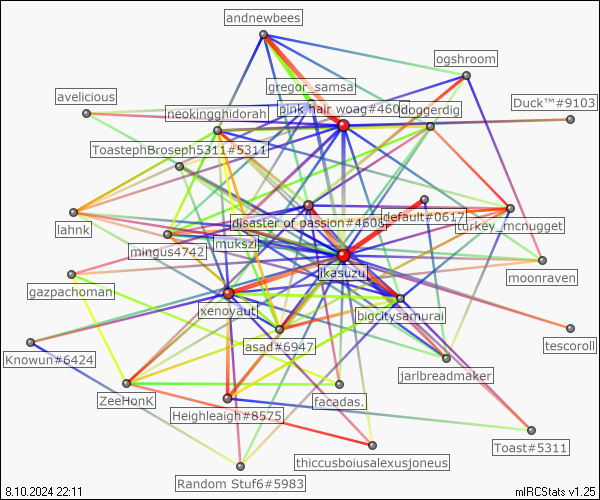 andnewbees
ogshroom
gregor_samsa
avelicious
pink hair woag#460
Duck™#9103
neokingghidorah
doggerdig
ToastephBroseph5311#5311
lahnk
disaster of passion#4608
default#0617
turkey_mcnugget
mingus4742
mukszi
moonraven
jkasuzu
gazpachoman
xenoyaut
bigcitysamurai
asad#6947
tescoroll
Knowun#6424
jarlbreadmaker
ZeeHonK
facadas.
Heighleaigh#8575
Toast#5311
thiccusboiusalexusjoneus
Random Stuf6#5983
8.10.2024 22:11
mIRCStats v1.25